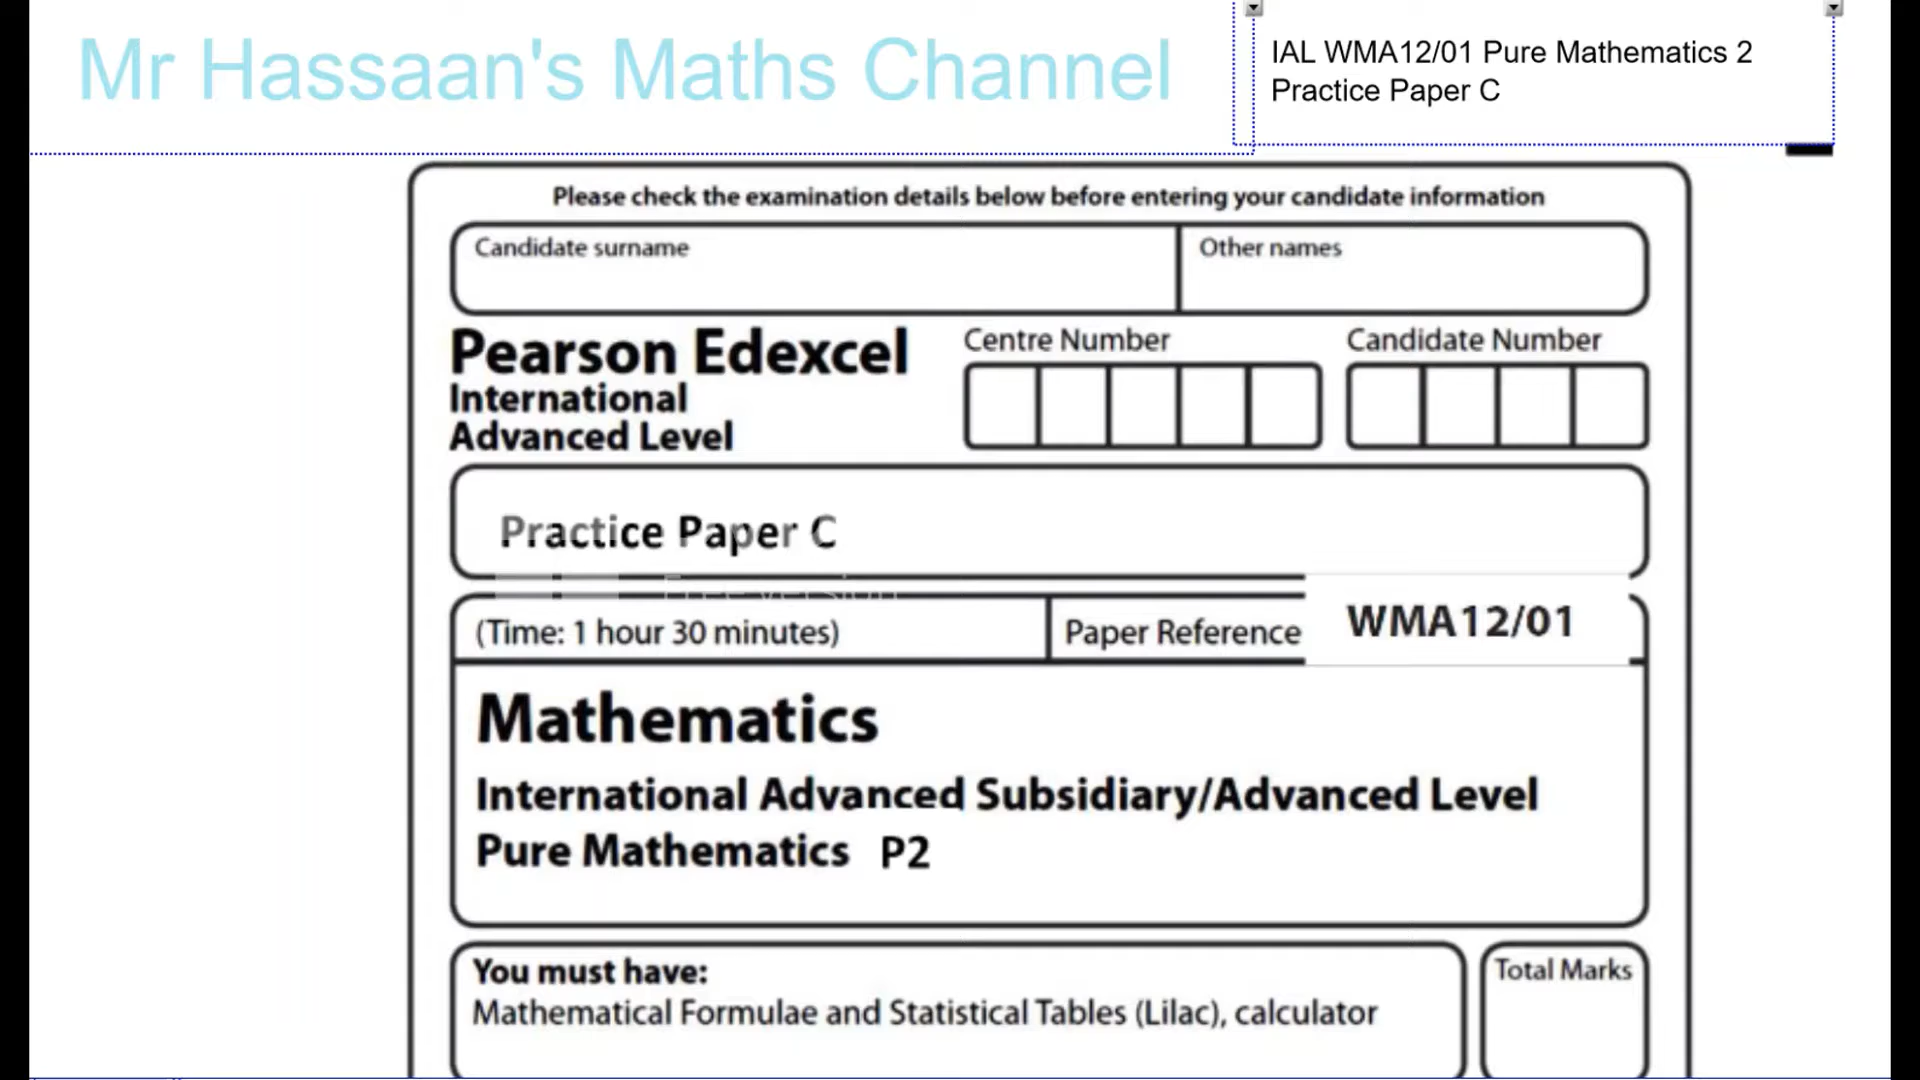 Mr Hassaan's Maths Channel
IAL WMA12/01 Pure Mathematics 2
Practice Paper C
Please check the examination details below before entering your candidate information
Candidate surname
Other names
Pearson Edexcel
International
Advanced Level
Centre Number
Candidate Number
Practice Paper C
(Time: 1 hour 30 minutes)
Paper Reference
WMA12/01
Mathematics
International Advanced Subsidiary/Advanced Level
Pure Mathematics P2
You must have:
Mathematical Formulae and Statistical Tables (Lilac), calculator
Total Marks